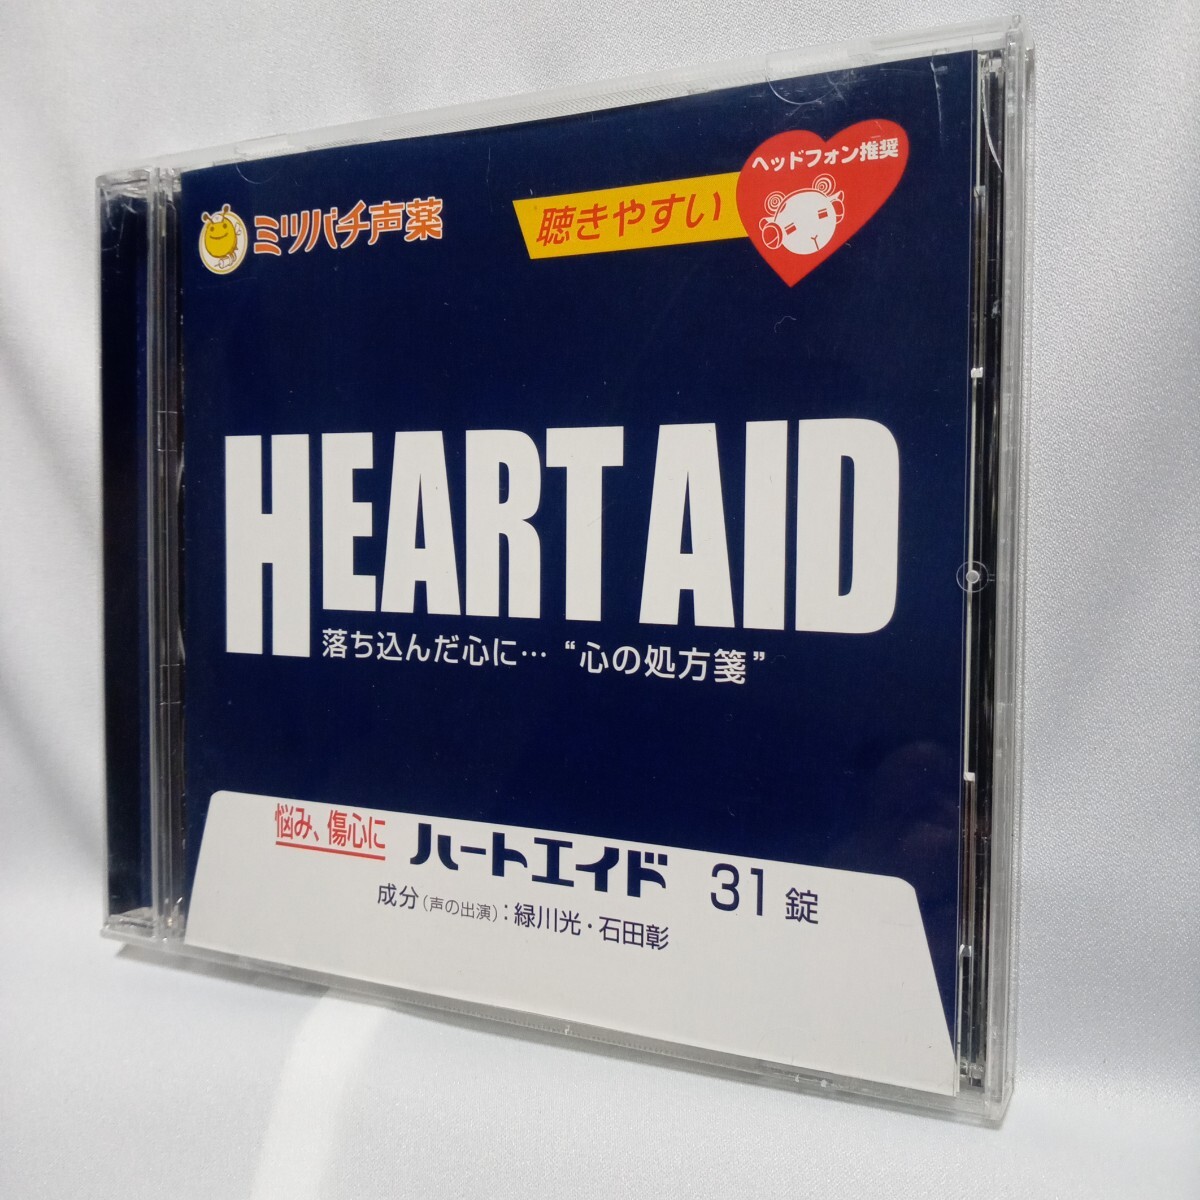 ミツバチ声薬
聴きやすい
ヘッドフォン推奨
HEART AID
落ち込んだ心に… “心の処方箋”
悩み、傷心に ハートエイド 31錠
成分(声の出演):緑川光・石田彰